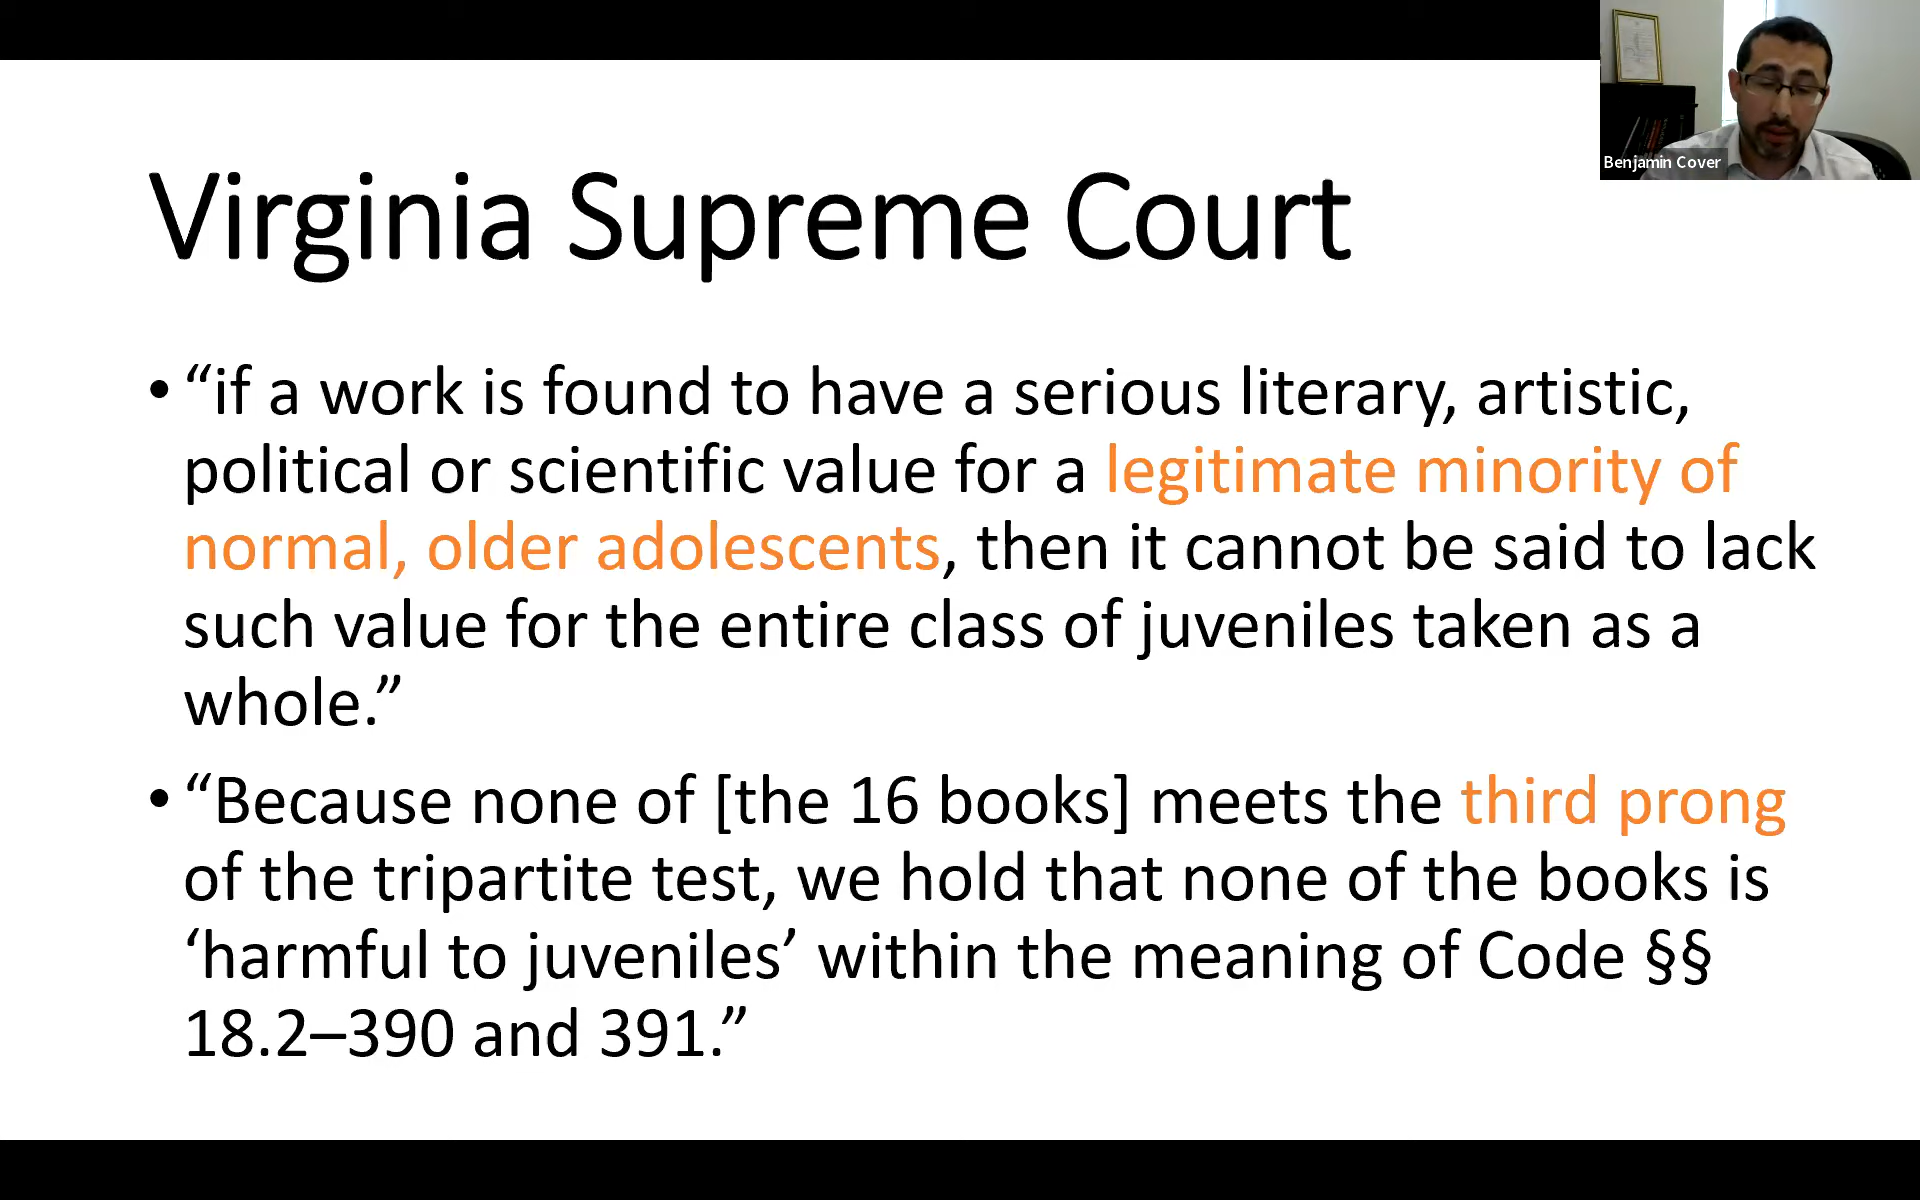 Benjamin Cover
Virginia Supreme Court
• “if a work is found to have a serious literary, artistic,
political or scientific value for a legitimate minority of
normal, older adolescents, then it cannot be said to lack
such value for the entire class of juveniles taken as a
whole.”
• “Because none of [the 16 books] meets the third prong
of the tripartite test, we hold that none of the books is
‘harmful to juveniles’ within the meaning of Code §§
18.2–390 and 391.”